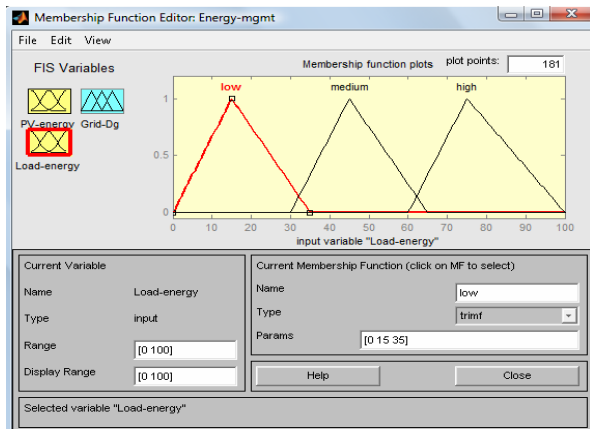 Membership Function Editor: Energy-mgmt
File Edit View
FIS Variables
Membership function plots plot points: 181
PV-energy Grid-Dg
Load-energy
low medium high
1
0.5
0
0 10 20 30 40 50 60 70 80 90 100
input variable "Load-energy"
Current Variable
Name Load-energy
Type input
Range [0 100]
Display Range [0 100]
Current Membership Function (click on MF to select)
Name low
Type trimf
Params [0 15 35]
Help Close
Selected variable "Load-energy"